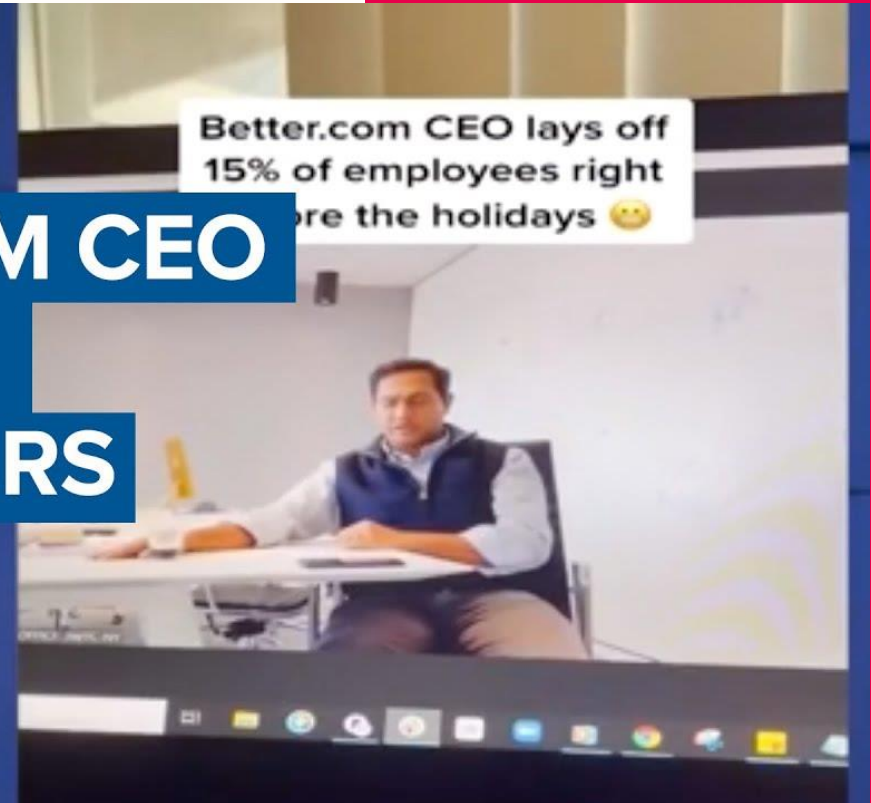 Better.com CEO lays off
15% of employees right
re the holidays 😬
M CEO
RS